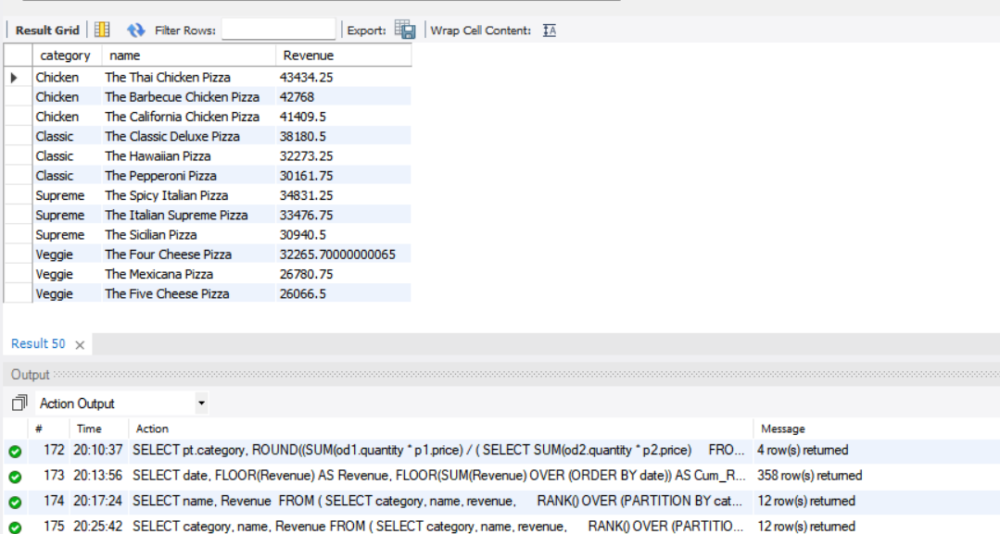 Result Grid Filter Rows: Export: Wrap Cell Content: IA
category name Revenue
Chicken The Thai Chicken Pizza 43434.25
Chicken The Barbecue Chicken Pizza 42768
Chicken The California Chicken Pizza 41409.5
Classic The Classic Deluxe Pizza 38180.5
Classic The Hawaiian Pizza 32273.25
Classic The Pepperoni Pizza 30161.75
Supreme The Spicy Italian Pizza 34831.25
Supreme The Italian Supreme Pizza 33476.75
Supreme The Sicilian Pizza 30940.5
Veggie The Four Cheese Pizza 32265.70000000065
Veggie The Mexicana Pizza 26780.75
Veggie The Five Cheese Pizza 26066.5
Result 50
Output
Action Output
# Time Action Message
172 20:10:37 SELECT pt.category, ROUND((SUM(od1.quantity * p1.price) / ( SELECT SUM(od2.quantity * p2.price) FRO... 4 row(s) returned
173 20:13:56 SELECT date, FLOOR(Revenue) AS Revenue, FLOOR(SUM(Revenue) OVER (ORDER BY date)) AS Cum_R... 358 row(s) returned
174 20:17:24 SELECT name, Revenue FROM ( SELECT category, name, revenue, RANK() OVER (PARTITION BY cat... 12 row(s) returned
175 20:25:42 SELECT category, name, Revenue FROM ( SELECT category, name, revenue, RANK() OVER (PARTITIO... 12 row(s) returned